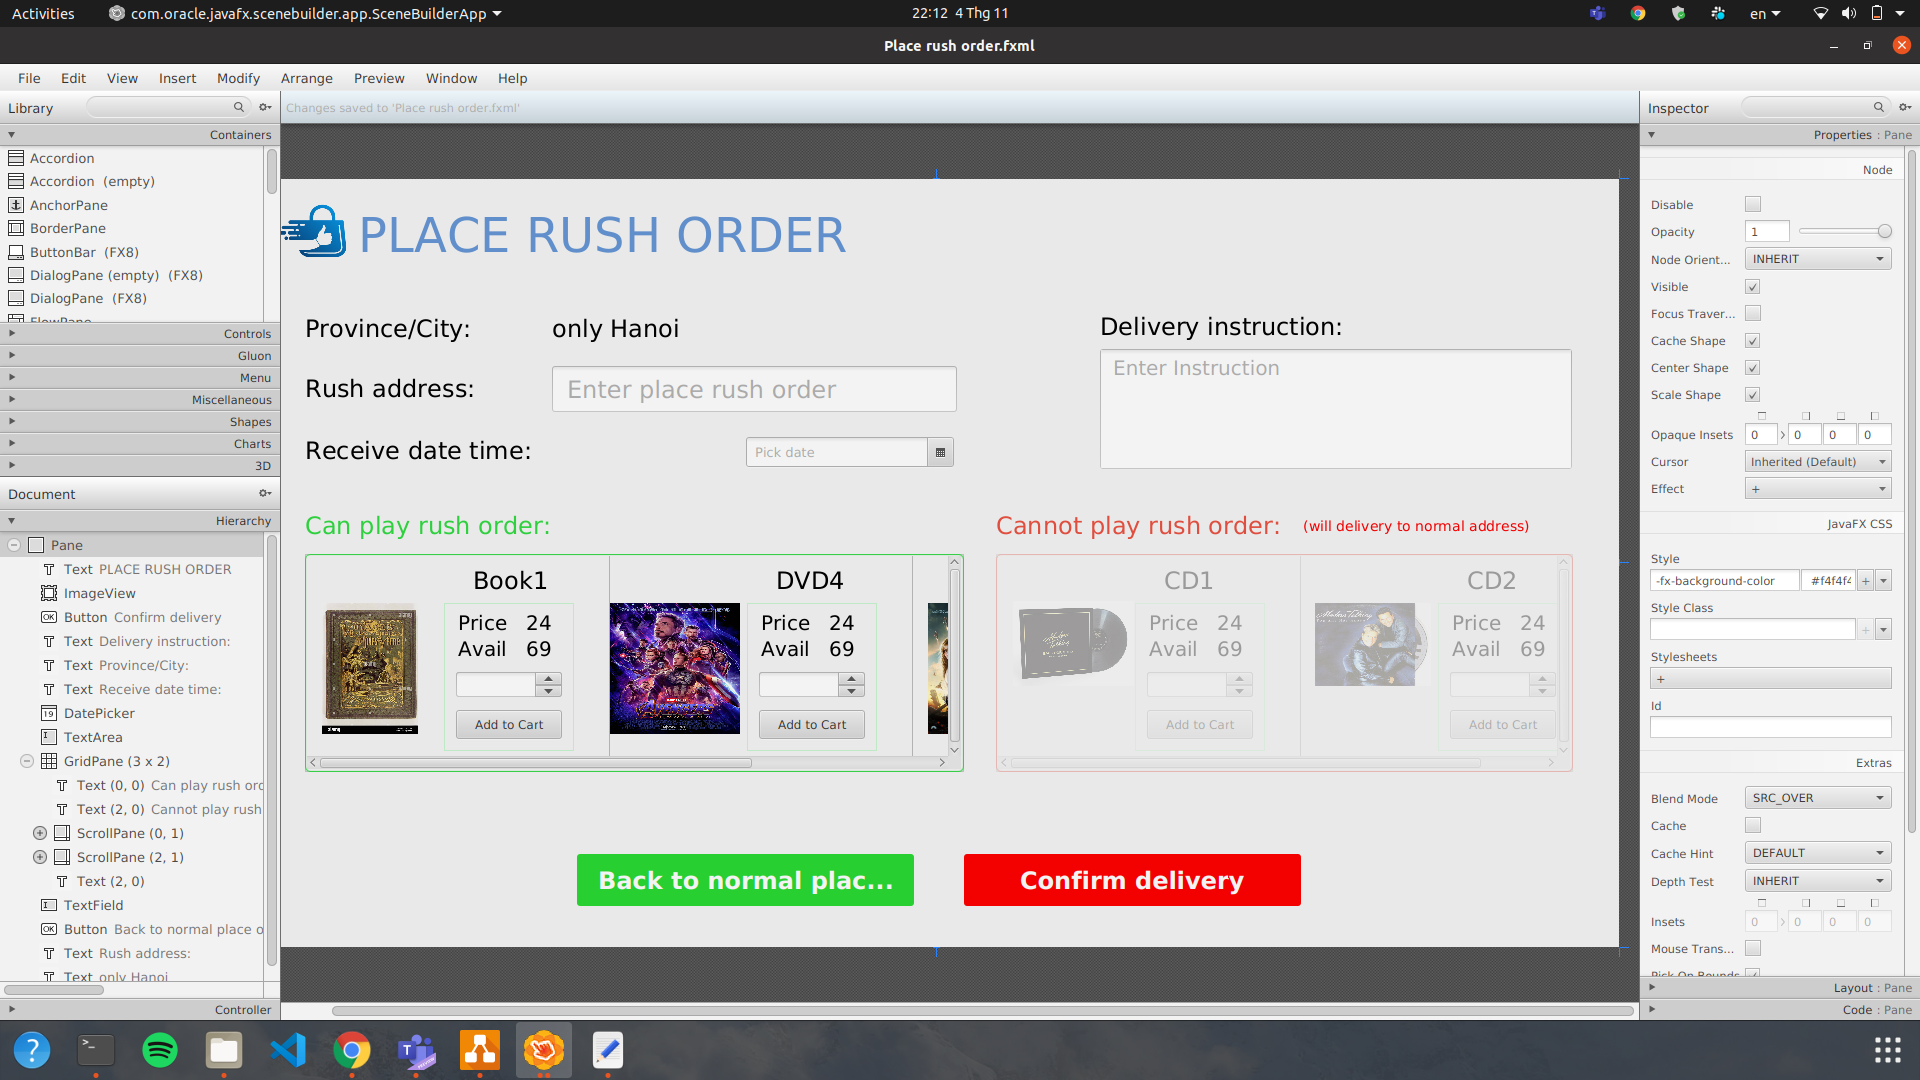 Activities com.oracle.javafx.scenebuilder.app.SceneBuilderApp 22:12 4 Thg 11 en
Place rush order.fxml
File Edit View Insert Modify Arrange Preview Window Help
Library
Changes saved to 'Place rush order.fxml'
Inspector
Containers
Properties : Pane
Accordion
Accordion (empty)
AnchorPane
BorderPane
ButtonBar (FX8)
DialogPane (empty) (FX8)
DialogPane (FX8)
FlowPane
Controls
Gluon
Menu
Miscellaneous
Shapes
Charts
3D
Document
Hierarchy
Pane
Text PLACE RUSH ORDER
ImageView
Button Confirm delivery
Text Delivery instruction:
Text Province/City:
Text Receive date time:
DatePicker
TextArea
GridPane (3 x 2)
Text (0, 0) Can play rush orc
Text (2, 0) Cannot play rush
ScrollPane (0, 1)
ScrollPane (2, 1)
Text (2, 0)
TextField
Button Back to normal place o
Text Rush address:
Text only Hanoi
Controller
PLACE RUSH ORDER
Province/City: only Hanoi
Delivery instruction:
Enter Instruction
Rush address: Enter place rush order
Receive date time: Pick date
Can play rush order:
Cannot play rush order: (will delivery to normal address)
Book1
Price 24
Avail 69
Add to Cart
DVD4
Price 24
Avail 69
Add to Cart
CD1
Price 24
Avail 69
Add to Cart
CD2
Price 24
Avail 69
Add to Cart
Back to normal plac...
Confirm delivery
Node
Disable
Opacity 1
Node Orient... INHERIT
Visible
Focus Traver...
Cache Shape
Center Shape
Scale Shape
Opaque Insets 0 0 0 0
Cursor Inherited (Default)
Effect +
JavaFX CSS
Style
-fx-background-color #f4f4f4 +
Style Class
+
Stylesheets
+
Id
Extras
Blend Mode SRC_OVER
Cache
Cache Hint DEFAULT
Depth Test INHERIT
Insets 0 0 0 0
Mouse Trans...
Pick On Bounds
Layout : Pane
Code : Pane